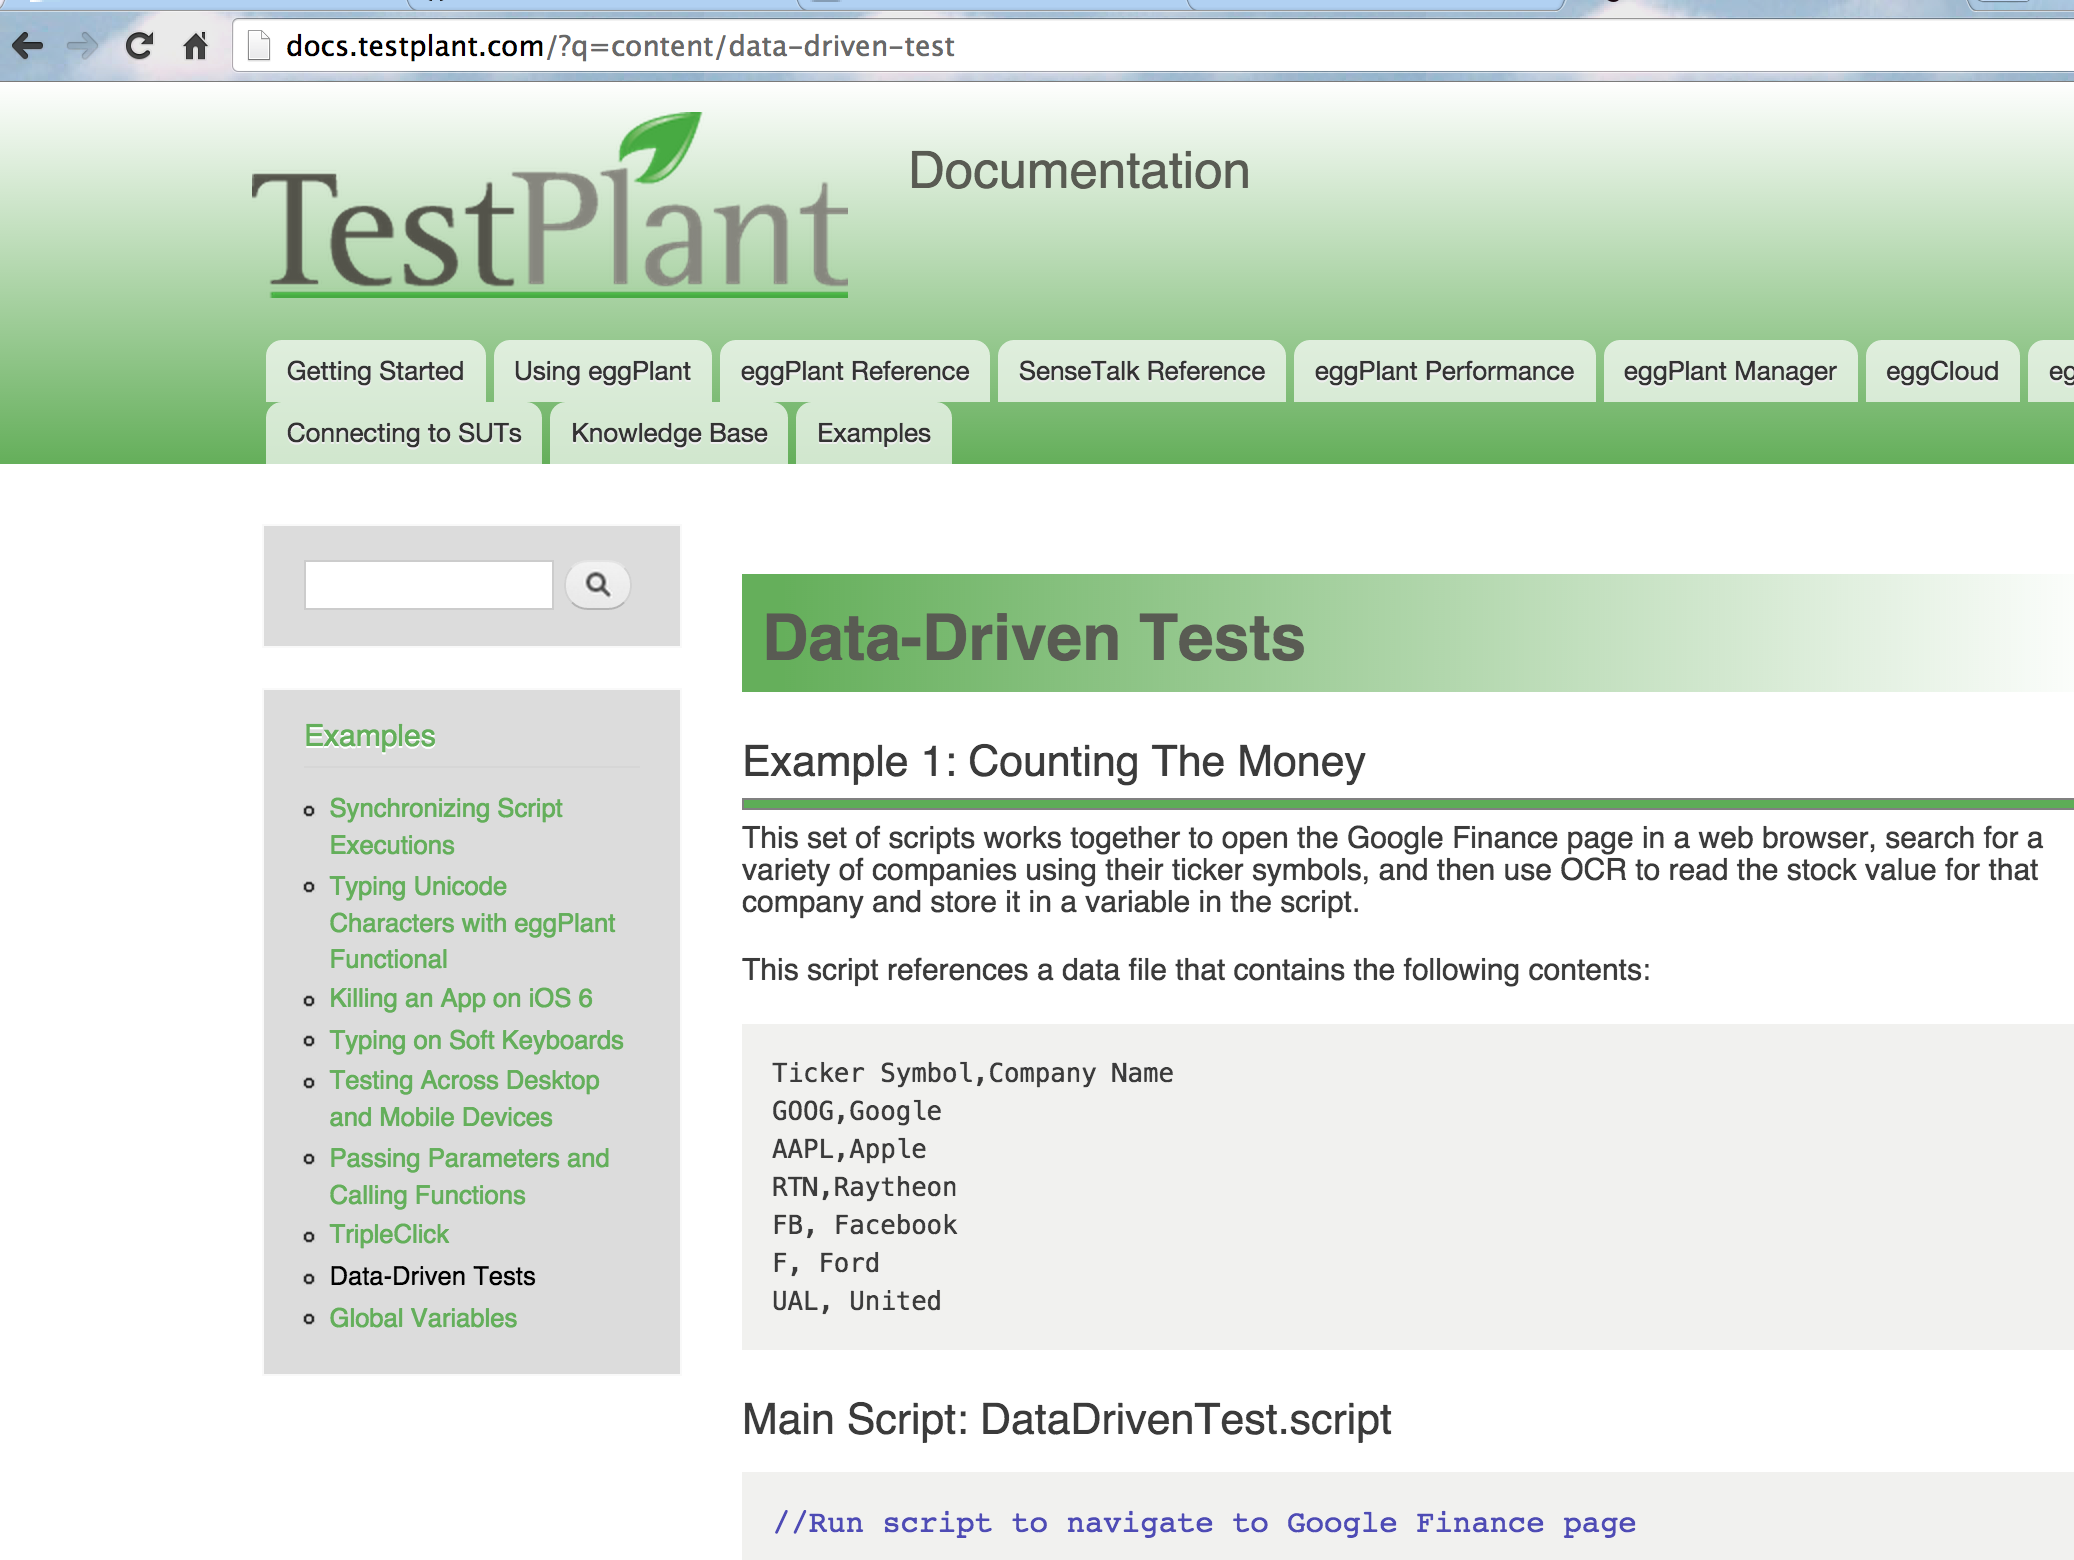 docs.testplant.com/?q=content/data-driven-test
TestPlant
Documentation
Getting Started
Using eggPlant
eggPlant Reference
SenseTalk Reference
eggPlant Performance
eggPlant Manager
eggCloud
eg
Connecting to SUTs
Knowledge Base
Examples
Examples
Synchronizing Script
Executions
Typing Unicode
Characters with eggPlant
Functional
Killing an App on iOS 6
Typing on Soft Keyboards
Testing Across Desktop
and Mobile Devices
Passing Parameters and
Calling Functions
TripleClick
Data-Driven Tests
Global Variables
Data-Driven Tests
Example 1: Counting The Money
This set of scripts works together to open the Google Finance page in a web browser, search for a
variety of companies using their ticker symbols, and then use OCR to read the stock value for that
company and store it in a variable in the script.
This script references a data file that contains the following contents:
Ticker Symbol,Company Name
GOOG,Google
AAPL,Apple
RTN,Raytheon
FB, Facebook
F, Ford
UAL, United
Main Script: DataDrivenTest.script
//Run script to navigate to Google Finance page